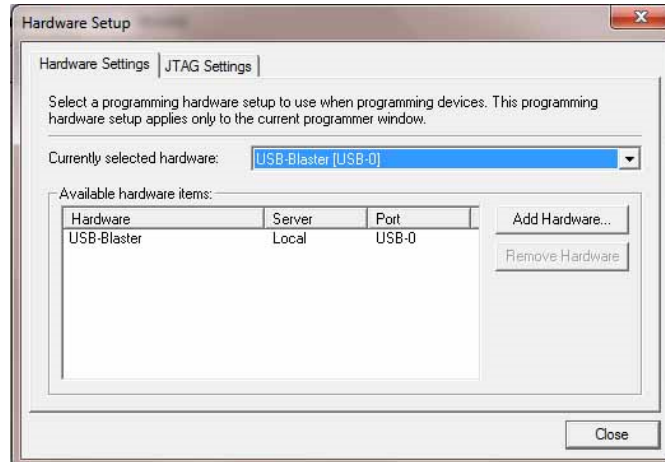 Hardware Setup
Hardware Settings JTAG Settings
Select a programming hardware setup to use when programming devices. This programming
hardware setup applies only to the current programmer window.
Currently selected hardware: USB-Blaster [USB-0]
Available hardware items:
Hardware Server Port
USB-Blaster Local USB-0
Add Hardware...
Remove Hardware
Close